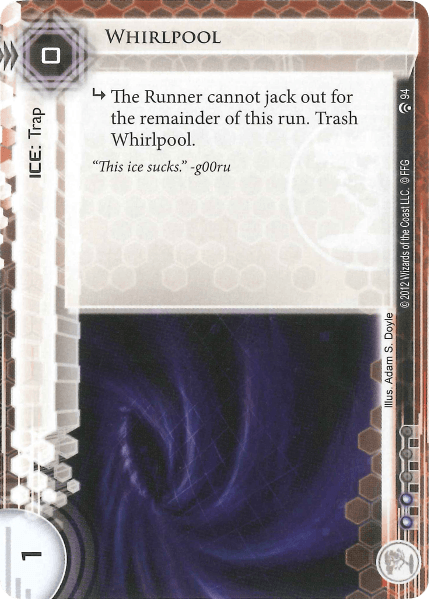 WHIRLPOOL
0
ICE: Trap
↳ The Runner cannot jack out for
the remainder of this run. Trash
Whirlpool.
“This ice sucks.” -g00ru
94
© 2012 Wizards of the Coast LLC. © FFG
Illus. Adam S. Doyle
1